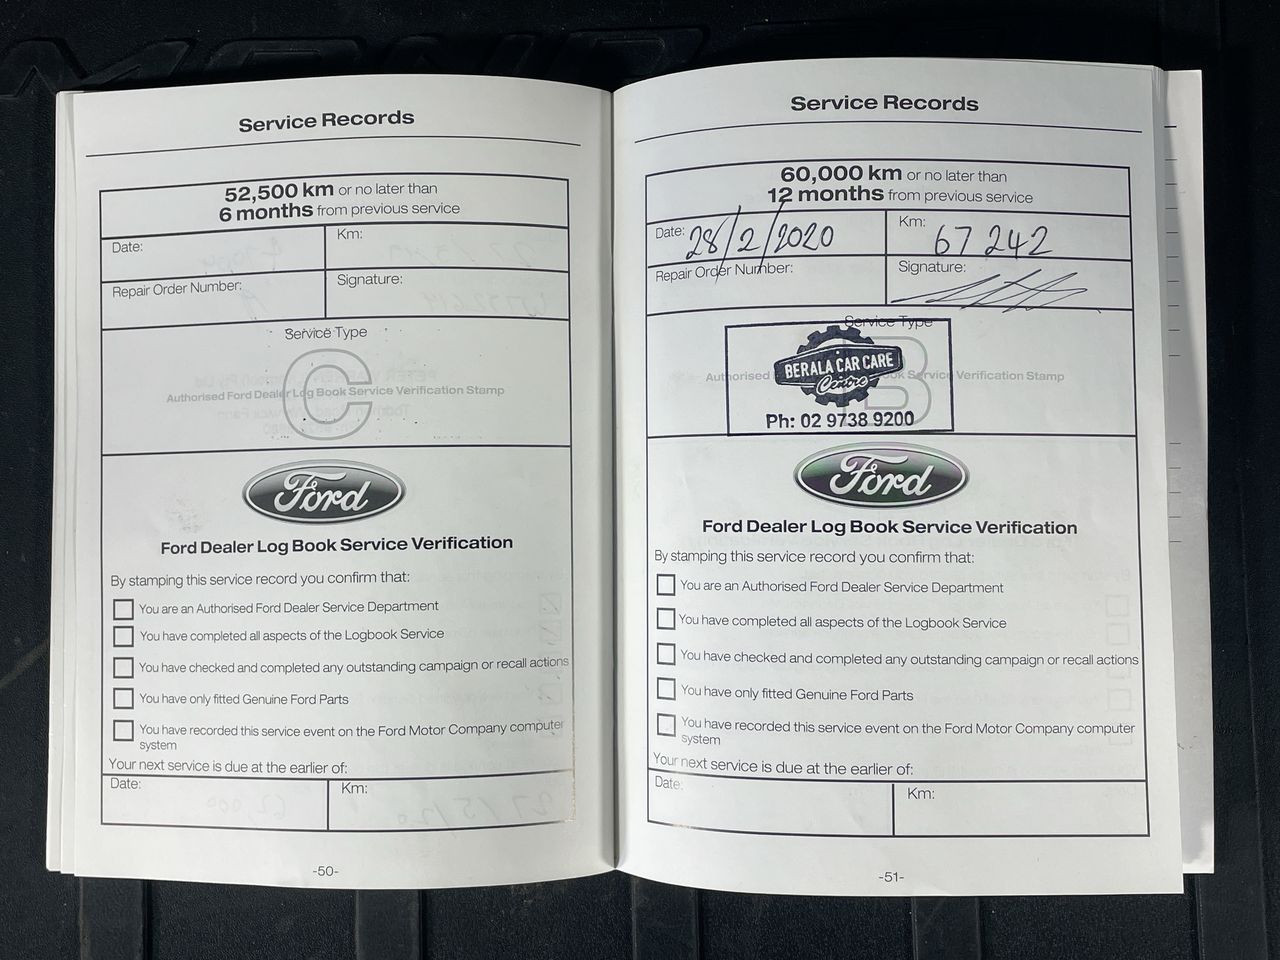 Service Records
52,500 km or no later than
6 months from previous service
Date:
Km:
Repair Order Number:
Signature:
Service Type
C
Authorised Ford Dealer Log Book Service Verification Stamp
Ford
Ford Dealer Log Book Service Verification
By stamping this service record you confirm that:
You are an Authorised Ford Dealer Service Department
You have completed all aspects of the Logbook Service
You have checked and completed any outstanding campaign or recall actions
You have only fitted Genuine Ford Parts
You have recorded this service event on the Ford Motor Company computer
system
Your next service is due at the earlier of:
Date:
Km:
-50-
Service Records
60,000 km or no later than
12 months from previous service
Date: 28/2/2020
Km: 67 242
Repair Order Number:
Signature:
Service Type
B
Authorised
ook Service Verification Stamp
BERALA CAR CARE
Centre
Ph: 02 9738 9200
Ford
Ford Dealer Log Book Service Verification
By stamping this service record you confirm that:
You are an Authorised Ford Dealer Service Department
You have completed all aspects of the Logbook Service
You have checked and completed any outstanding campaign or recall actions
You have only fitted Genuine Ford Parts
You have recorded this service event on the Ford Motor Company computer
system
Your next service is due at the earlier of:
Date:
Km:
-51-